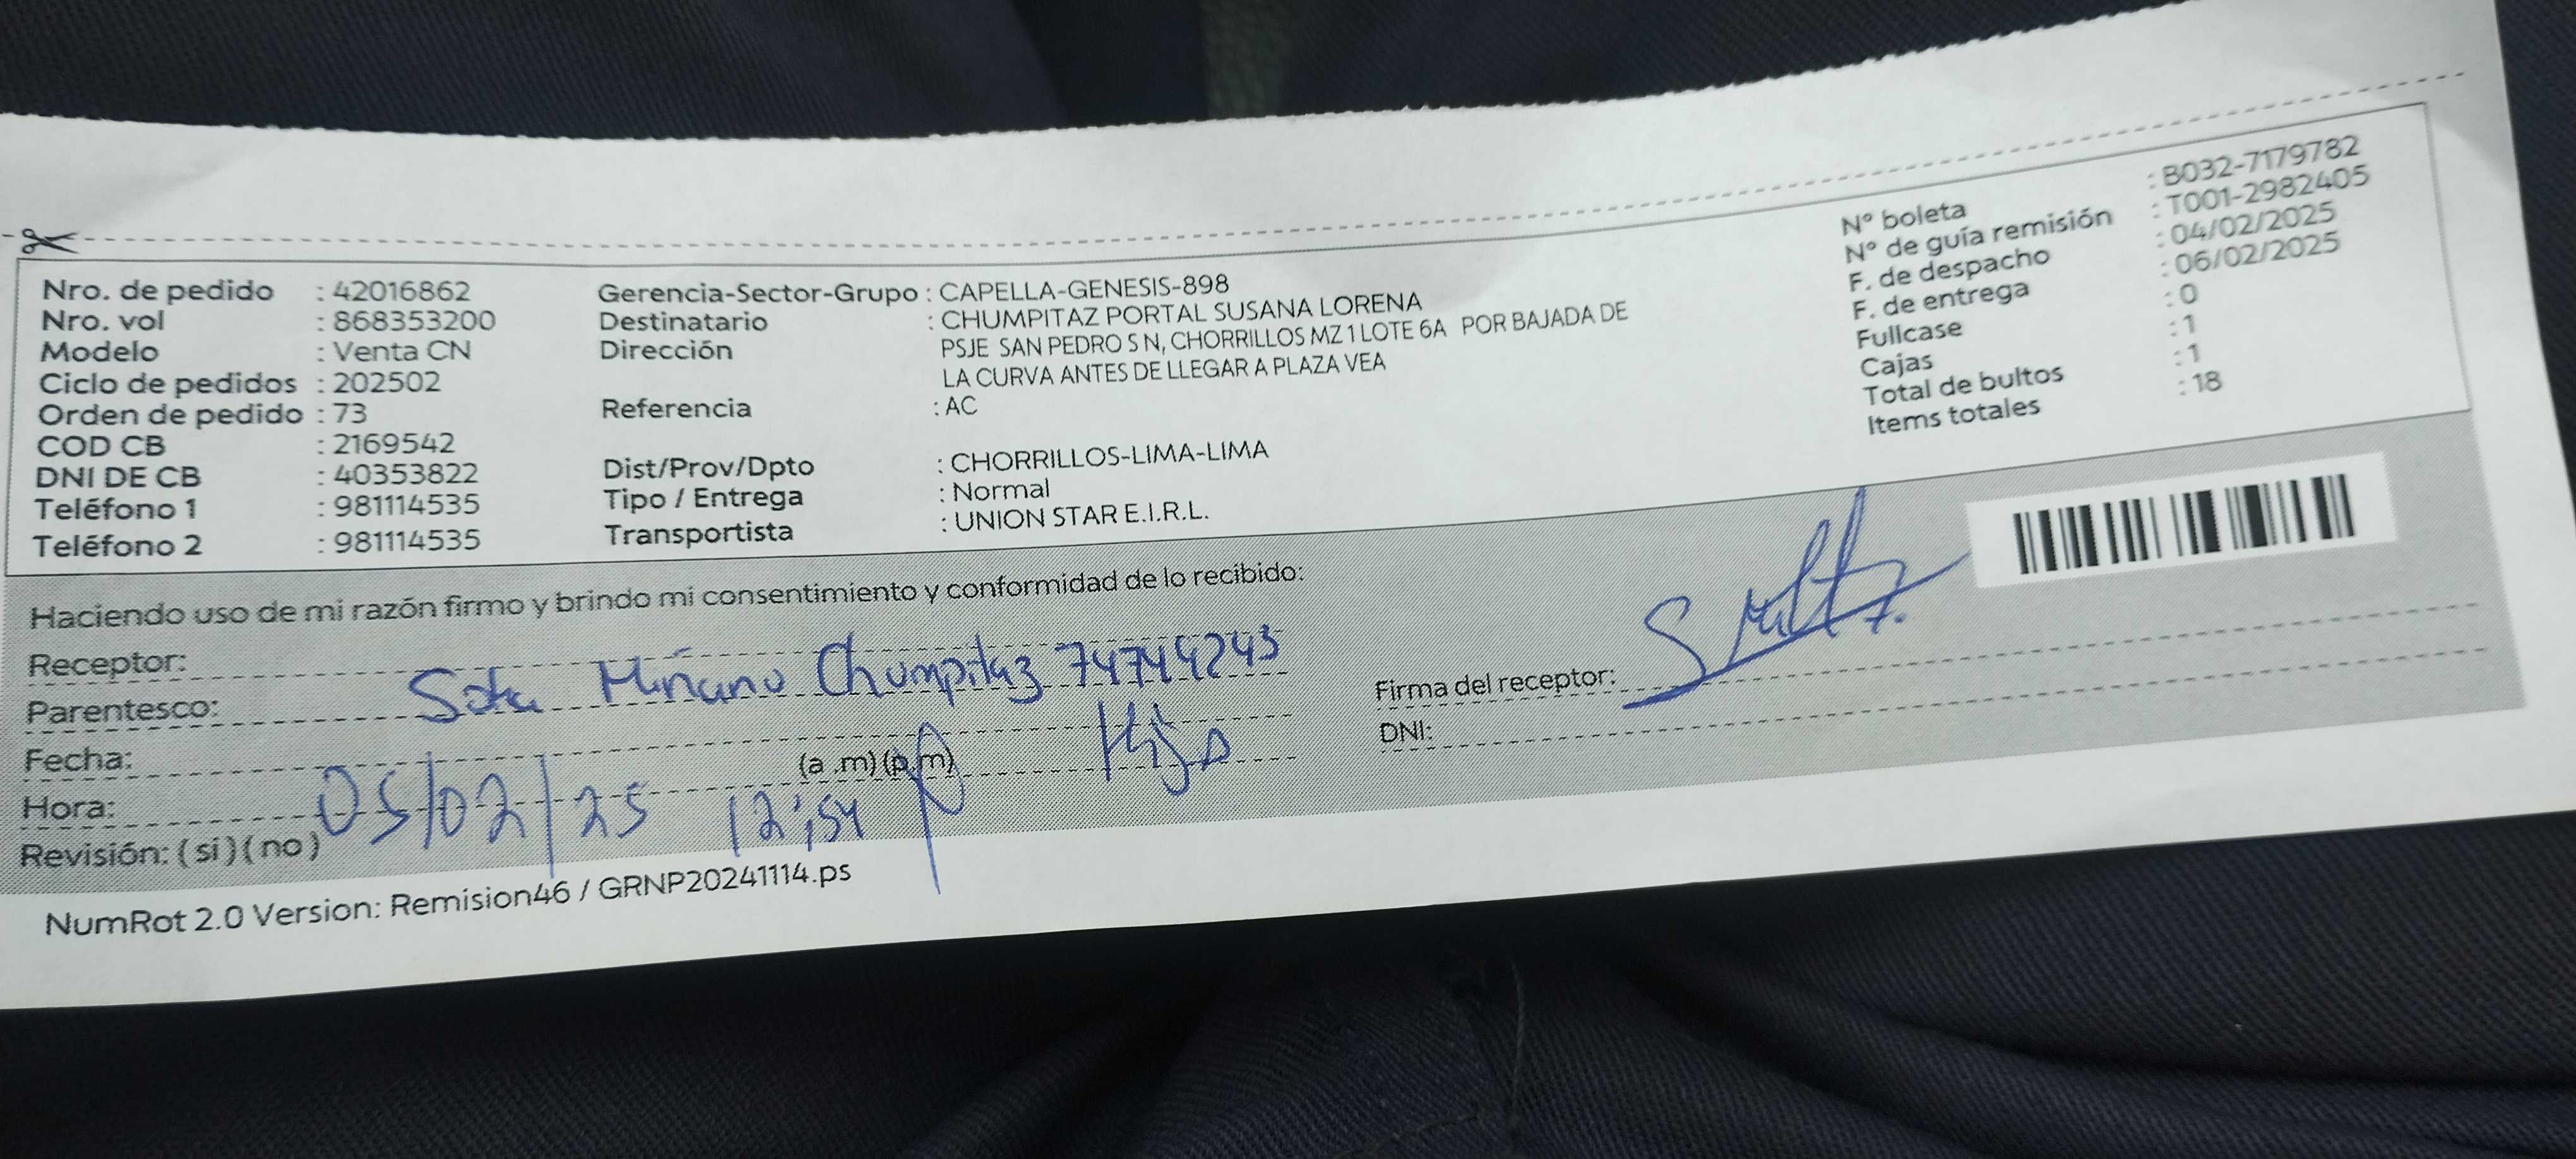 Nro. de pedido : 42016862
Nro. vol : 868353200
Modelo : Venta CN
Ciclo de pedidos : 202502
Orden de pedido : 73
COD CB : 2169542
DNI DE CB : 40353822
Teléfono 1 : 981114535
Teléfono 2 : 981114535
Gerencia-Sector-Grupo : CAPELLA-GENESIS-898
Destinatario : CHUMPITAZ PORTAL SUSANA LORENA
Dirección PSJE SAN PEDRO S N, CHORRILLOS MZ 1 LOTE 6A POR BAJADA DE
LA CURVA ANTES DE LLEGAR A PLAZA VEA
Referencia : AC
Dist/Prov/Dpto : CHORRILLOS-LIMA-LIMA
Tipo / Entrega : Normal
Transportista : UNION STAR E.I.R.L.
N° boleta : B032-7179782
N° de guía remisión : T001-2982405
F. de despacho : 04/02/2025
F. de entrega : 06/02/2025
Fullcase : 0
Cajas : 1
Total de bultos : 1
Items totales : 18
Haciendo uso de mi razón firmo y brindo mi consentimiento y conformidad de lo recibido:
Receptor:
Miñano Chumpitaz 74744243
Parentesco:
Hijo
Fecha:
(a .m) (p.m)
Hora:
05/02/25 12:54 p
Revisión: ( si ) ( no )
Firma del receptor:
DNI:
NumRot 2.0 Version: Remision46 / GRNP20241114.ps